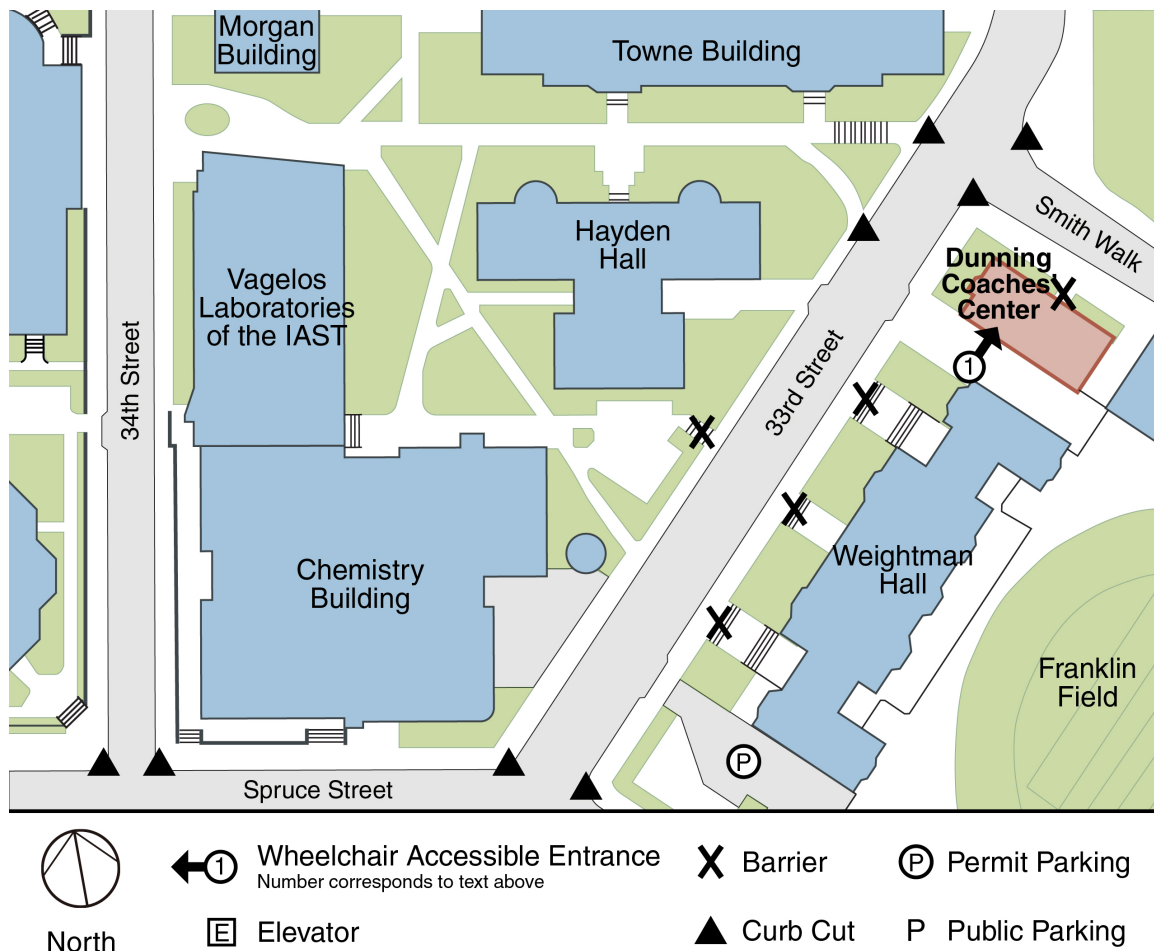 Morgan
Building
Towne Building
Hayden
Hall
Smith Walk
Dunning
Coaches'
Center
Vagelos
Laboratories
of the IAST
34th Street
33rd Street
1
Chemistry
Building
Weightman
Hall
Franklin
Field
P
Spruce Street
North
1
Wheelchair Accessible Entrance
Number corresponds to text above
E Elevator
Barrier
Curb Cut
P Permit Parking
P Public Parking